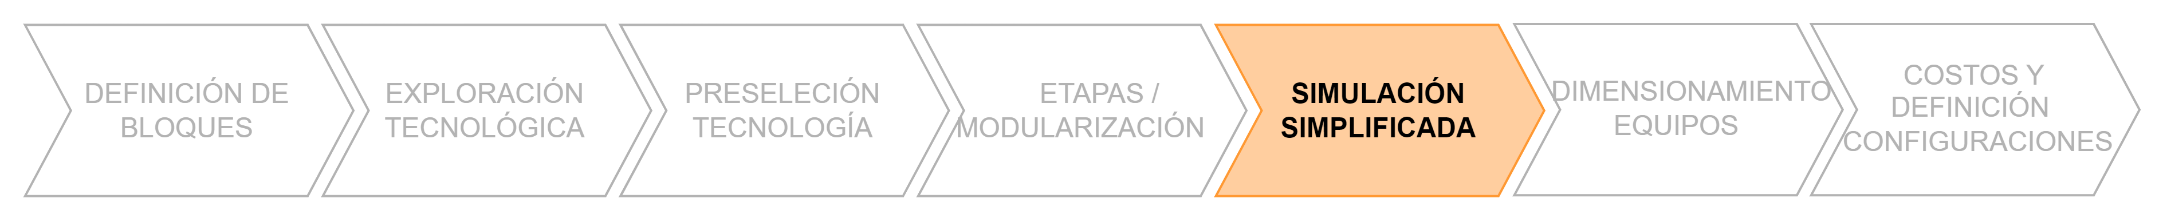 DEFINICIÓN DE
BLOQUES
EXPLORACIÓN
TECNOLÓGICA
PRESELECIÓN
TECNOLOGÍA
ETAPAS /
MODULARIZACIÓN
SIMULACIÓN
SIMPLIFICADA
DIMENSIONAMIENTO
EQUIPOS
COSTOS Y
DEFINICIÓN
CONFIGURACIONES